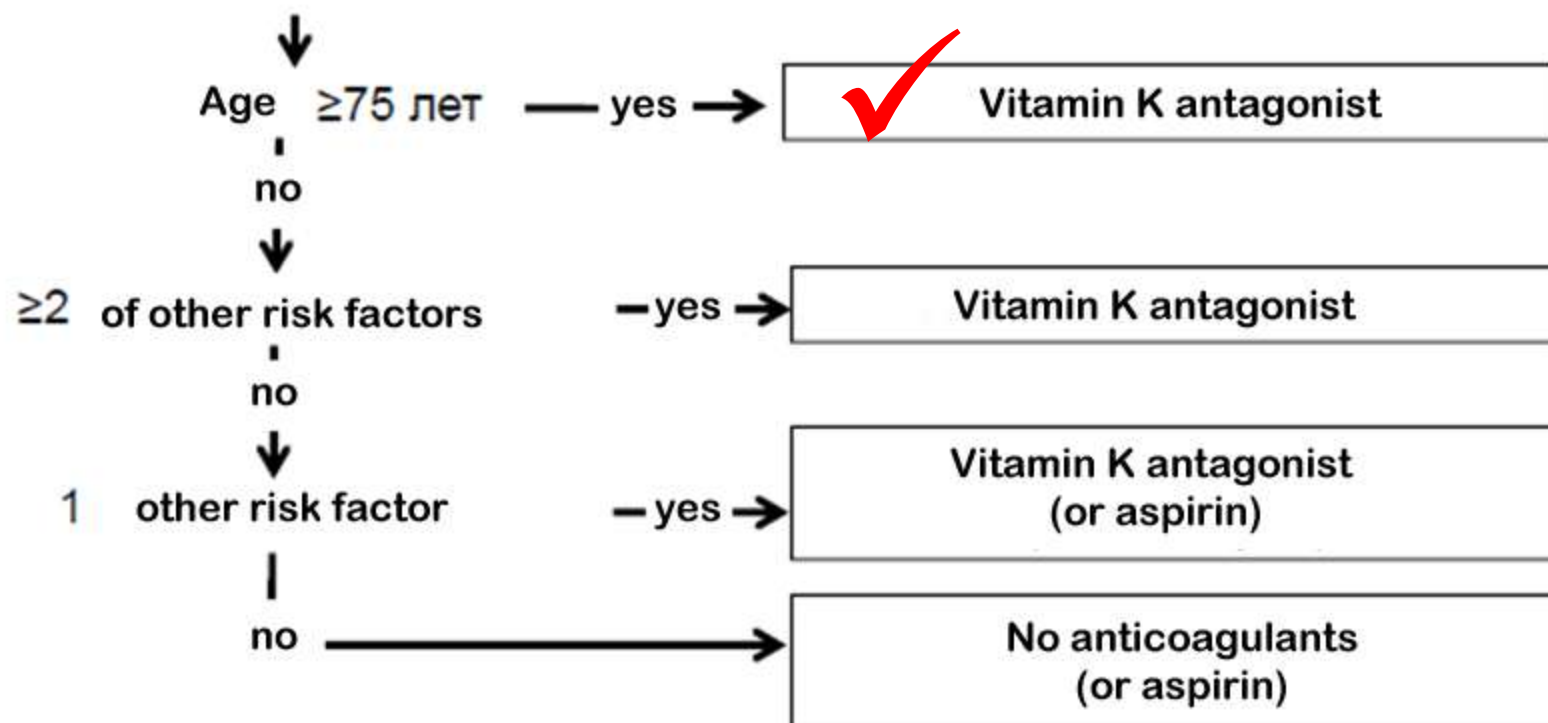 Age ≥75 лет yes Vitamin K antagonist
no
≥2 of other risk factors yes Vitamin K antagonist
no
1 other risk factor yes Vitamin K antagonist
(or aspirin)
no No anticoagulants
(or aspirin)